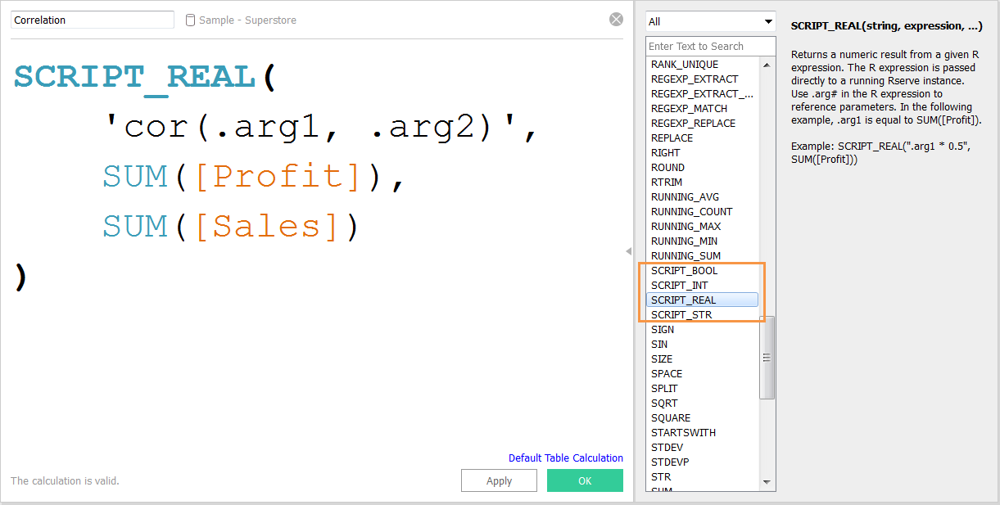 Correlation
Sample - Superstore
SCRIPT_REAL(
'cor(.arg1, .arg2)',
SUM([Profit]),
SUM([Sales])
)
Default Table Calculation
The calculation is valid.
Apply
OK
All
Enter Text to Search
RANK_UNIQUE
REGEXP_EXTRACT
REGEXP_EXTRACT_...
REGEXP_MATCH
REGEXP_REPLACE
REPLACE
RIGHT
ROUND
RTRIM
RUNNING_AVG
RUNNING_COUNT
RUNNING_MAX
RUNNING_MIN
RUNNING_SUM
SCRIPT_BOOL
SCRIPT_INT
SCRIPT_REAL
SCRIPT_STR
SIGN
SIN
SIZE
SPACE
SPLIT
SQRT
SQUARE
STARTSWITH
STDEV
STDEVP
STR
SUM
SCRIPT_REAL(string, expression, ...)
Returns a numeric result from a given R
expression. The R expression is passed
directly to a running Rserve instance.
Use .arg# in the R expression to
reference parameters. In the following
example, .arg1 is equal to SUM([Profit]).
Example: SCRIPT_REAL(".arg1 * 0.5",
SUM([Profit]))